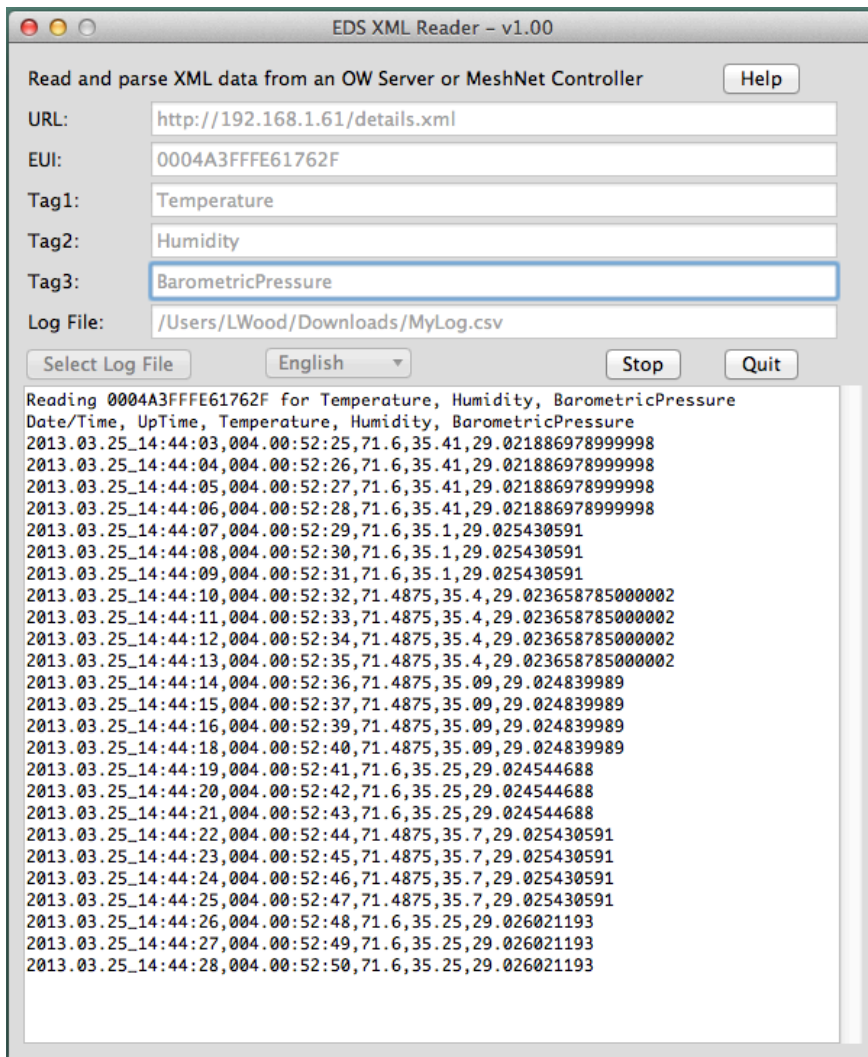 EDS XML Reader – v1.00
Read and parse XML data from an OW Server or MeshNet Controller Help
URL: http://192.168.1.61/details.xml
EUI: 0004A3FFFE61762F
Tag1: Temperature
Tag2: Humidity
Tag3: BarometricPressure
Log File: /Users/LWood/Downloads/MyLog.csv
Select Log File English Stop Quit
Reading 0004A3FFFE61762F for Temperature, Humidity, BarometricPressure
Date/Time, UpTime, Temperature, Humidity, BarometricPressure
2013.03.25_14:44:03,004.00:52:25,71.6,35.41,29.021886978999998
2013.03.25_14:44:04,004.00:52:26,71.6,35.41,29.021886978999998
2013.03.25_14:44:05,004.00:52:27,71.6,35.41,29.021886978999998
2013.03.25_14:44:06,004.00:52:28,71.6,35.41,29.021886978999998
2013.03.25_14:44:07,004.00:52:29,71.6,35.1,29.025430591
2013.03.25_14:44:08,004.00:52:30,71.6,35.1,29.025430591
2013.03.25_14:44:09,004.00:52:31,71.6,35.1,29.025430591
2013.03.25_14:44:10,004.00:52:32,71.4875,35.4,29.023658785000002
2013.03.25_14:44:11,004.00:52:33,71.4875,35.4,29.023658785000002
2013.03.25_14:44:12,004.00:52:34,71.4875,35.4,29.023658785000002
2013.03.25_14:44:13,004.00:52:35,71.4875,35.4,29.023658785000002
2013.03.25_14:44:14,004.00:52:36,71.4875,35.09,29.024839989
2013.03.25_14:44:15,004.00:52:37,71.4875,35.09,29.024839989
2013.03.25_14:44:16,004.00:52:39,71.4875,35.09,29.024839989
2013.03.25_14:44:18,004.00:52:40,71.4875,35.09,29.024839989
2013.03.25_14:44:19,004.00:52:41,71.6,35.25,29.024544688
2013.03.25_14:44:20,004.00:52:42,71.6,35.25,29.024544688
2013.03.25_14:44:21,004.00:52:43,71.6,35.25,29.024544688
2013.03.25_14:44:22,004.00:52:44,71.4875,35.7,29.025430591
2013.03.25_14:44:23,004.00:52:45,71.4875,35.7,29.025430591
2013.03.25_14:44:24,004.00:52:46,71.4875,35.7,29.025430591
2013.03.25_14:44:25,004.00:52:47,71.4875,35.7,29.025430591
2013.03.25_14:44:26,004.00:52:48,71.6,35.25,29.026021193
2013.03.25_14:44:27,004.00:52:49,71.6,35.25,29.026021193
2013.03.25_14:44:28,004.00:52:50,71.6,35.25,29.026021193